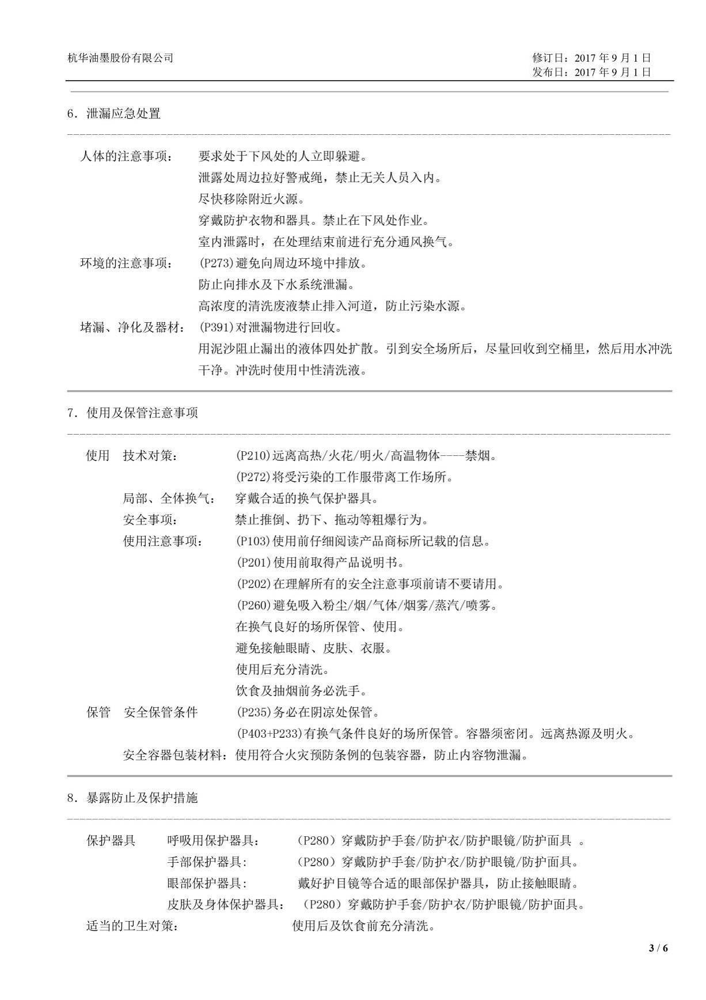 杭华油墨股份有限公司 修订日：2017 年 9 月 1 日
发布日：2017 年 9 月 1 日
6. 泄漏应急处置
人体的注意事项： 要求处于下风处的人立即躲避。
泄露处周边拉好警戒绳，禁止无关人员入内。
尽快移除附近火源。
穿戴防护衣物和器具。禁止在下风处作业。
室内泄露时，在处理结束前进行充分通风换气。
环境的注意事项： (P273)避免向周边环境中排放。
防止向排水及下水系统泄漏。
高浓度的清洗废液禁止排入河道，防止污染水源。
堵漏、净化及器材： (P391)对泄漏物进行回收。
用泥沙阻止漏出的液体四处扩散。引到安全场所后，尽量回收到空桶里，然后用水冲洗
干净。冲洗时使用中性清洗液。
7. 使用及保管注意事项
使用 技术对策： (P210)远离高热/火花/明火/高温物体----禁烟。
(P272)将受污染的工作服带离工作场所。
局部、全体换气： 穿戴合适的换气保护器具。
安全事项： 禁止推倒、扔下、拖动等粗爆行为。
使用注意事项： (P103)使用前仔细阅读产品商标所记载的信息。
(P201)使用前取得产品说明书。
(P202)在理解所有的安全注意事项前请不要请用。
(P260)避免吸入粉尘/烟/气体/烟雾/蒸汽/喷雾。
在换气良好的场所保管、使用。
避免接触眼睛、皮肤、衣服。
使用后充分清洗。
饮食及抽烟前务必洗手。
保管 安全保管条件 (P235)务必在阴凉处保管。
(P403+P233)有换气条件良好的场所保管。容器须密闭。远离热源及明火。
安全容器包装材料：使用符合火灾预防条例的包装容器，防止内容物泄漏。
8. 暴露防止及保护措施
保护器具 呼吸用保护器具： （P280）穿戴防护手套/防护衣/防护眼镜/防护面具 。
手部保护器具: （P280）穿戴防护手套/防护衣/防护眼镜/防护面具。
眼部保护器具: 戴好护目镜等合适的眼部保护器具，防止接触眼睛。
皮肤及身体保护器具： （P280）穿戴防护手套/防护衣/防护眼镜/防护面具。
适当的卫生对策： 使用后及饮食前充分清洗。
3 / 6